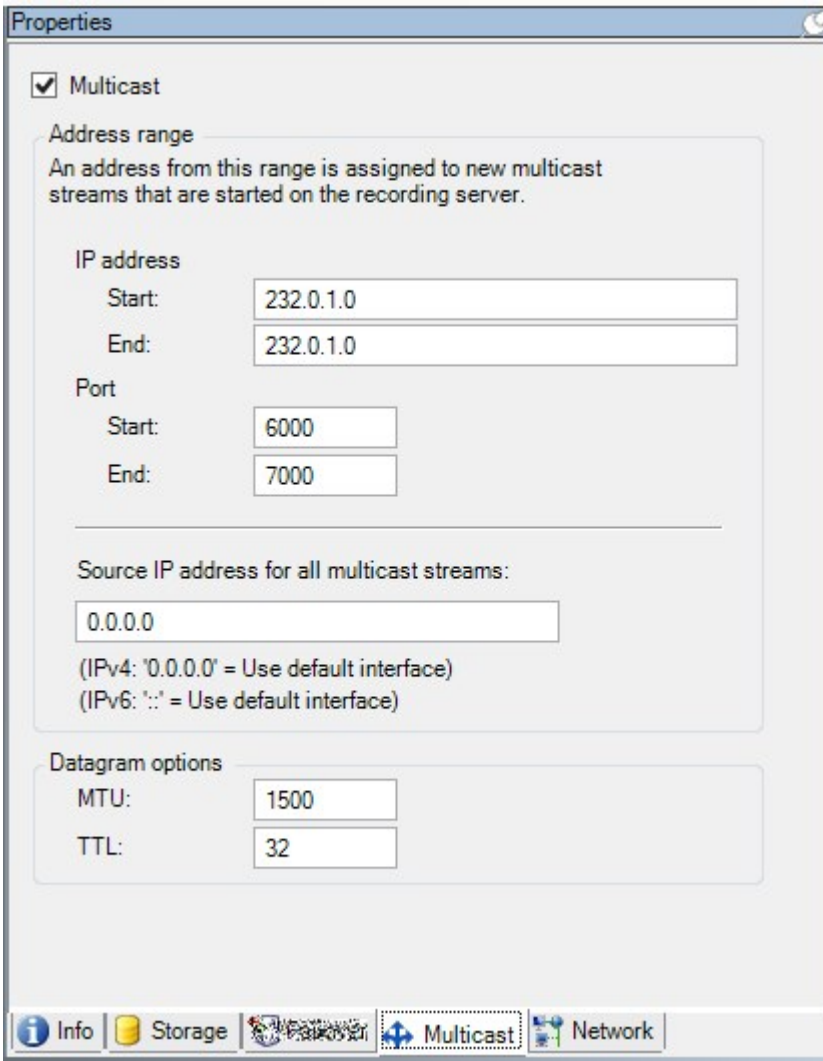 Properties
Multicast
Address range
An address from this range is assigned to new multicast
streams that are started on the recording server.
IP address
Start: 232.0.1.0
End: 232.0.1.0
Port
Start: 6000
End: 7000
Source IP address for all multicast streams:
0.0.0.0
(IPv4: '0.0.0.0' = Use default interface)
(IPv6: '::' = Use default interface)
Datagram options
MTU: 1500
TTL: 32
Info Storage Multicast Network